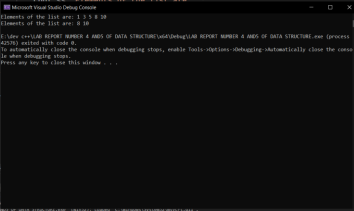 Microsoft Visual Studio Debug Console
Elements of the list are: 1 3 5 8 10
Elements of the list are: 8 10
E:\dev c++\LAB REPORT NUMBER 4 ANDS OF DATA STRUCTURE\x64\Debug\LAB REPORT NUMBER 4 ANDS OF DATA STRUCTURE.exe (process
42576) exited with code 0.
To automatically close the console when debugging stops, enable Tools->Options->Debugging->Automatically close the conso
le when debugging stops.
Press any key to close this window . . .